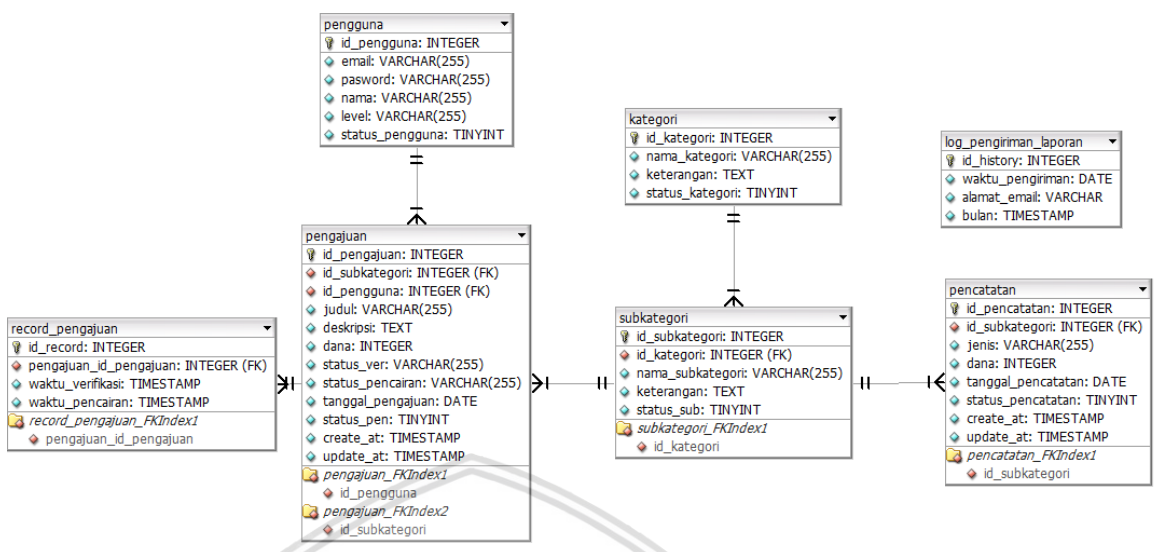 pengguna
id_pengguna: INTEGER
email: VARCHAR(255)
pasword: VARCHAR(255)
nama: VARCHAR(255)
level: VARCHAR(255)
status_pengguna: TINYINT
kategori
id_kategori: INTEGER
nama_kategori: VARCHAR(255)
keterangan: TEXT
status_kategori: TINYINT
log_pengiriman_laporan
id_history: INTEGER
waktu_pengiriman: DATE
alamat_email: VARCHAR
bulan: TIMESTAMP
pengajuan
id_pengajuan: INTEGER
id_subkategori: INTEGER (FK)
id_pengguna: INTEGER (FK)
judul: VARCHAR(255)
deskripsi: TEXT
dana: INTEGER
status_ver: VARCHAR(255)
status_pencairan: VARCHAR(255)
tanggal_pengajuan: DATE
status_pen: TINYINT
create_at: TIMESTAMP
update_at: TIMESTAMP
pengajuan_FKIndex1
id_pengguna
pengajuan_FKIndex2
id_subkategori
record_pengajuan
id_record: INTEGER
pengajuan_id_pengajuan: INTEGER (FK)
waktu_verifikasi: TIMESTAMP
waktu_pencairan: TIMESTAMP
record_pengajuan_FKIndex1
pengajuan_id_pengajuan
subkategori
id_subkategori: INTEGER
id_kategori: INTEGER (FK)
nama_subkategori: VARCHAR(255)
keterangan: TEXT
status_sub: TINYINT
subkategori_FKIndex1
id_kategori
pencatatan
id_pencatatan: INTEGER
id_subkategori: INTEGER (FK)
jenis: VARCHAR(255)
dana: INTEGER
tanggal_pencatatan: DATE
status_pencatatan: TINYINT
create_at: TIMESTAMP
update_at: TIMESTAMP
pencatatan_FKIndex1
id_subkategori